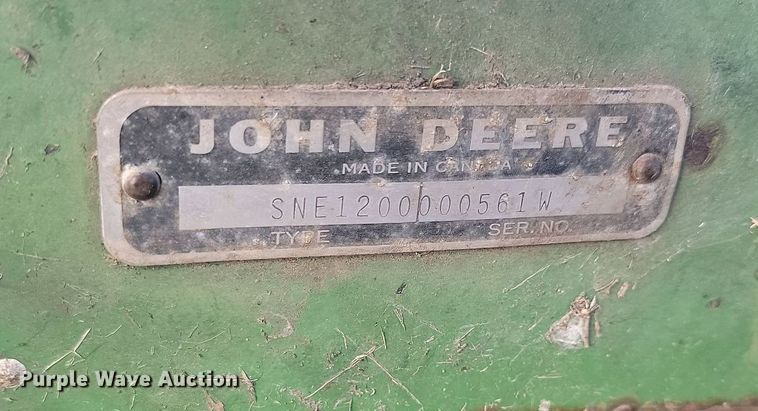 JOHN DEERE
MADE IN CANADA
SNE1200000561W
TYPE SER. NO.
Purple Wave Auction